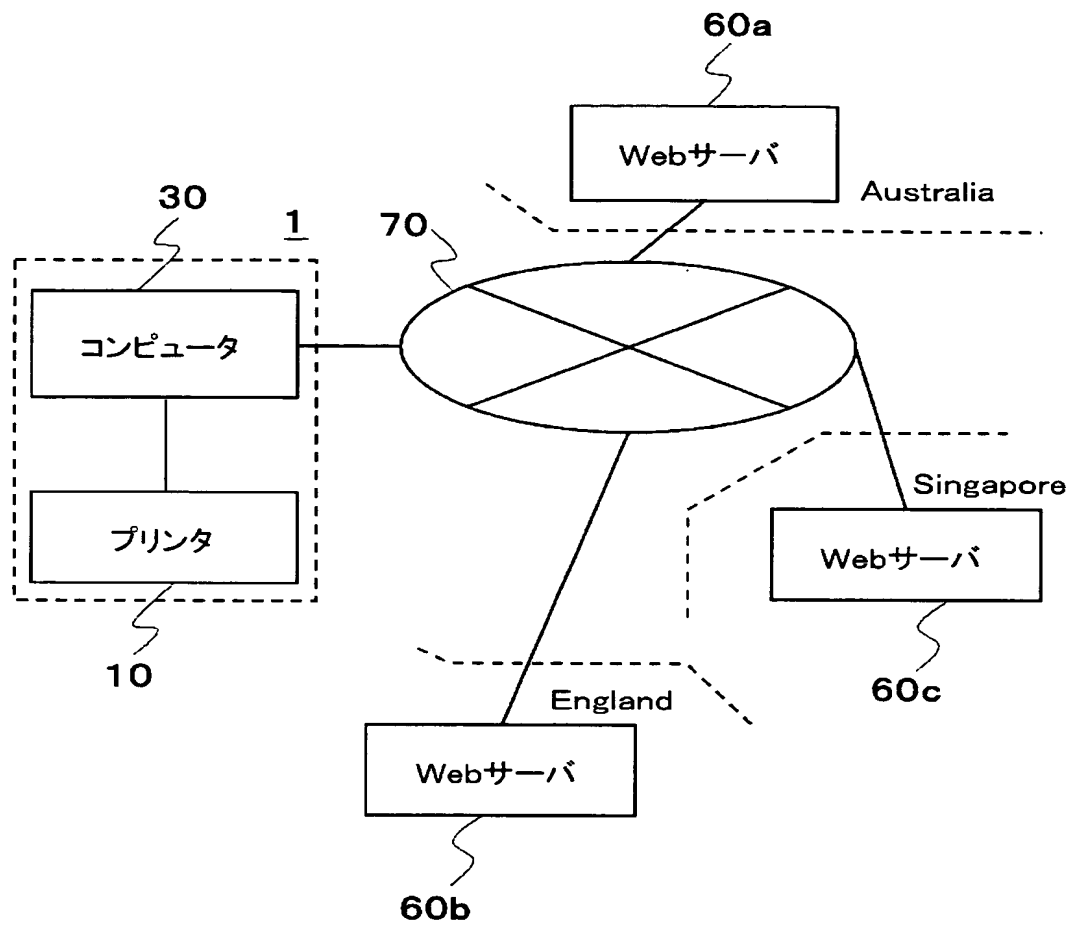 60a
Webサーバ
Australia
30
1
70
コンピュータ
プリンタ
10
Singapore
Webサーバ
60c
England
Webサーバ
60b